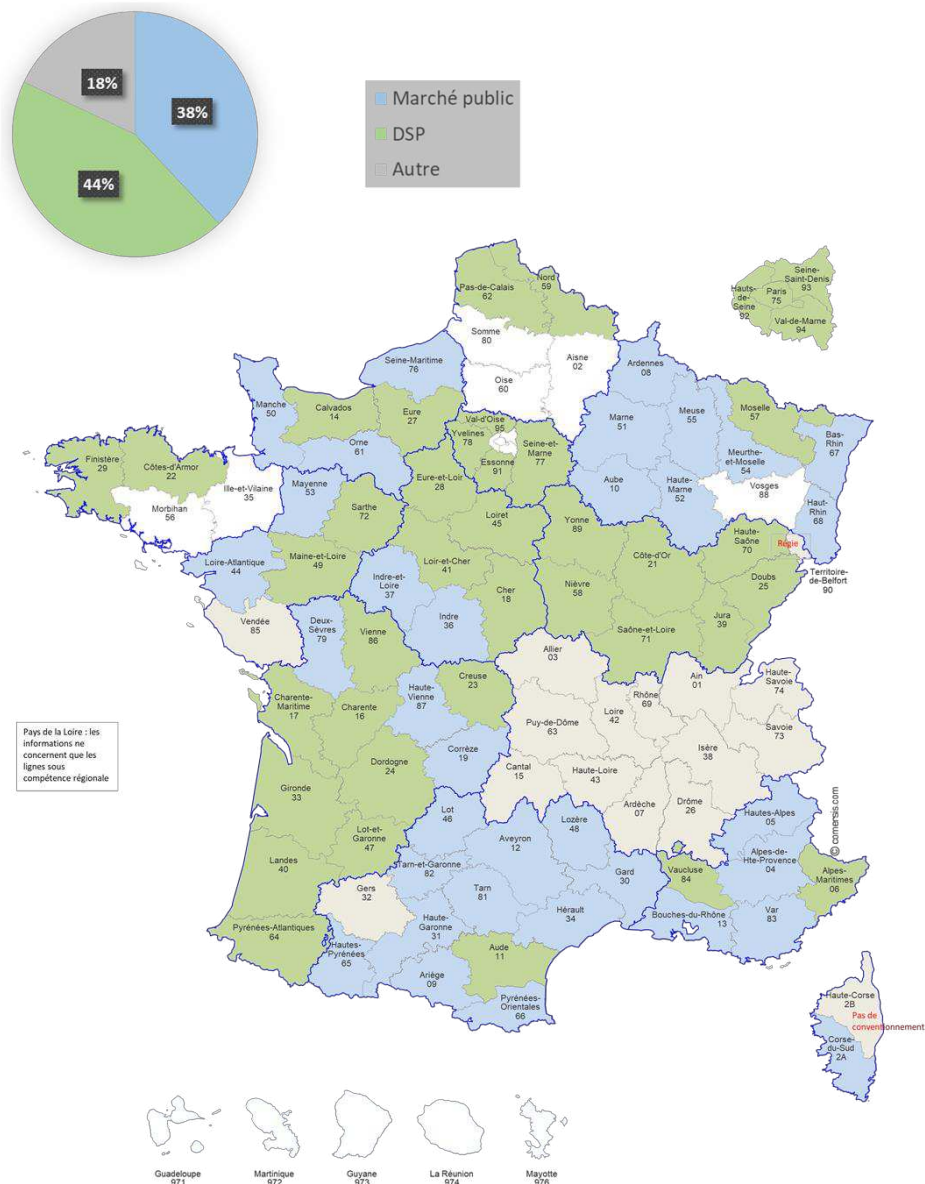 18%
38%
44%
Marché public
DSP
Autre
Nord
59
Pas-de-Calais
62
Seine-
Saint-Denis
93
Hauts-
de-
Seine
92
Paris
75
Val-de-Marne
94
Somme
80
Aisne
02
Oise
60
Seine-Maritime
76
Ardennes
08
Manche
50
Calvados
14
Eure
27
Orne
61
Val-d'Oise
95
Yvelines
78
Essonne
91
Seine-et-
Marne
77
Marne
51
Meuse
55
Moselle
57
Meurthe-
et-Moselle
54
Bas-
Rhin
67
Vosges
88
Haut-
Rhin
68
Aube
10
Haute-
Marne
52
Finistère
29
Côtes-d'Armor
22
Ille-et-Vilaine
35
Morbihan
56
Mayenne
53
Sarthe
72
Eure-et-Loir
28
Loiret
45
Yonne
89
Loire-Atlantique
44
Maine-et-Loire
49
Loir-et-Cher
41
Indre-et-
Loire
37
Cher
18
Indre
36
Nièvre
58
Côte-d'Or
21
Haute-
Saône
70
Régie
Territoire-
de-Belfort
90
Doubs
25
Jura
39
Saône-et-Loire
71
Vendée
85
Deux-
Sèvres
79
Vienne
86
Allier
03
Creuse
23
Haute-
Vienne
87
Corrèze
19
Charente-
Maritime
17
Charente
16
Dordogne
24
Gironde
33
Lot-et-
Garonne
47
Landes
40
Pyrénées-Atlantiques
64
Puy-de-Dôme
63
Loire
42
Rhône
69
Ain
01
Haute-
Savoie
74
Savoie
73
Isère
38
Cantal
15
Haute-Loire
43
Ardèche
07
Drôme
26
Pays de la Loire : les
informations ne
concernent que les
lignes sous
compétence régionale
Lot
46
Lozère
48
Aveyron
12
Tarn-et-Garonne
82
Tarn
81
Gard
30
Hérault
34
Gers
32
Haute-
Garonne
31
Hautes-
Pyrénées
65
Ariège
09
Aude
11
Pyrénées-
Orientales
66
Hautes-Alpes
05
Alpes-de-
Hte-Provence
04
Alpes-
Maritimes
06
Vaucluse
84
Bouches-du-Rhône
13
Var
83
© comersis.com
Haute-Corse
2B
Pas de
conventionnement
Corse-
du-Sud
2A
Guadeloupe
971
Martinique
972
Guyane
973
La Réunion
974
Mayotte
976